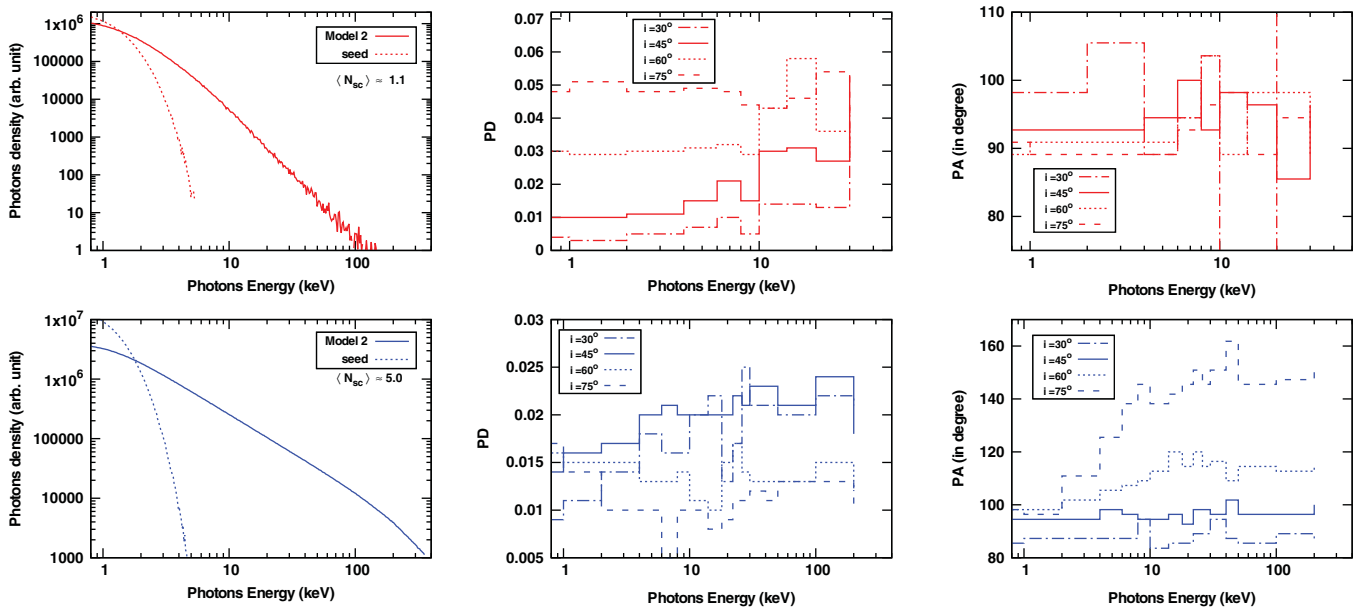 1x10⁶
100000
10000
1000
100
10
1
Photons density (arb. unit)
Model 2
seed
⟨ N_sc ⟩ ≈ 1.1
1 10 100
Photons Energy (keV)
0.07
0.06
0.05
0.04
0.03
0.02
0.01
0
PD
i =30°
i =45°
i =60°
i =75°
1 10
Photons Energy (keV)
110
100
90
80
PA (in degree)
i =30°
i =45°
i =60°
i =75°
1 10
Photons Energy (keV)
1x10⁷
1x10⁶
100000
10000
1000
Photons density (arb. unit)
Model 2
seed
⟨ N_sc ⟩ ≈ 5.0
1 10 100
Photons Energy (keV)
0.03
0.025
0.02
0.015
0.01
0.005
PD
i =30°
i =45°
i =60°
i =75°
1 10 100
Photons Energy (keV)
160
140
120
100
80
PA (in degree)
i =30°
i =45°
i =60°
i =75°
1 10 100
Photons Energy (keV)